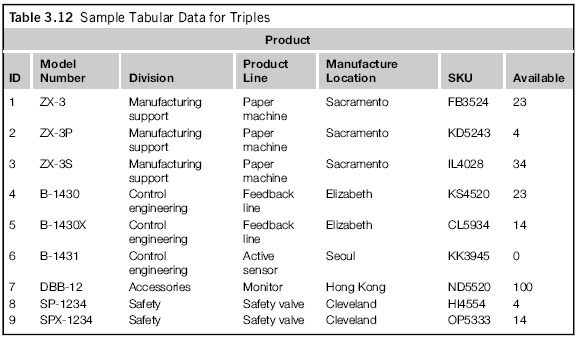 Table 3.12 Sample Tabular Data for Triples
Product
ID Model Number Division Product Line Manufacture Location SKU Available
1 ZX-3 Manufacturing support Paper machine Sacramento FB3524 23
2 ZX-3P Manufacturing support Paper machine Sacramento KD5243 4
3 ZX-3S Manufacturing support Paper machine Sacramento IL4028 34
4 B-1430 Control engineering Feedback line Elizabeth KS4520 23
5 B-1430X Control engineering Feedback line Elizabeth CL5934 14
6 B-1431 Control engineering Active sensor Seoul KK3945 0
7 DBB-12 Accessories Monitor Hong Kong ND5520 100
8 SP-1234 Safety Safety valve Cleveland HI4554 4
9 SPX-1234 Safety Safety valve Cleveland OP5333 14